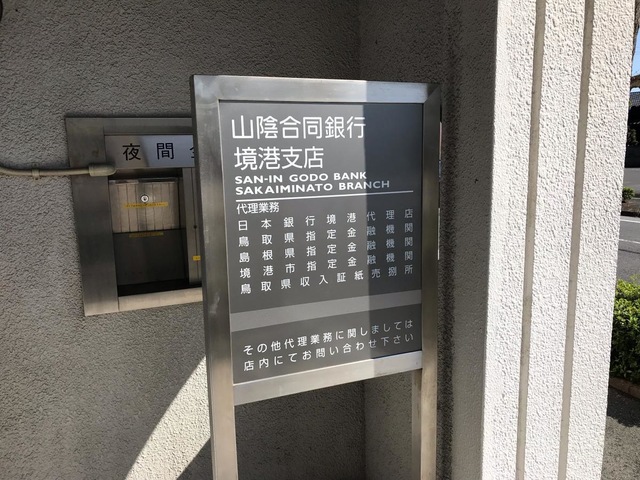 夜間
山陰合同銀行
境港支店
SAN-IN GODO BANK
SAKAIMINATO BRANCH
代理業務
日本銀行境港代理店
鳥取県指定金融機関
島根県指定金融機関
境港市指定金融機関
鳥取県収入証紙売捌所
その他代理業務に関しましては
店内にてお問い合わせ下さい